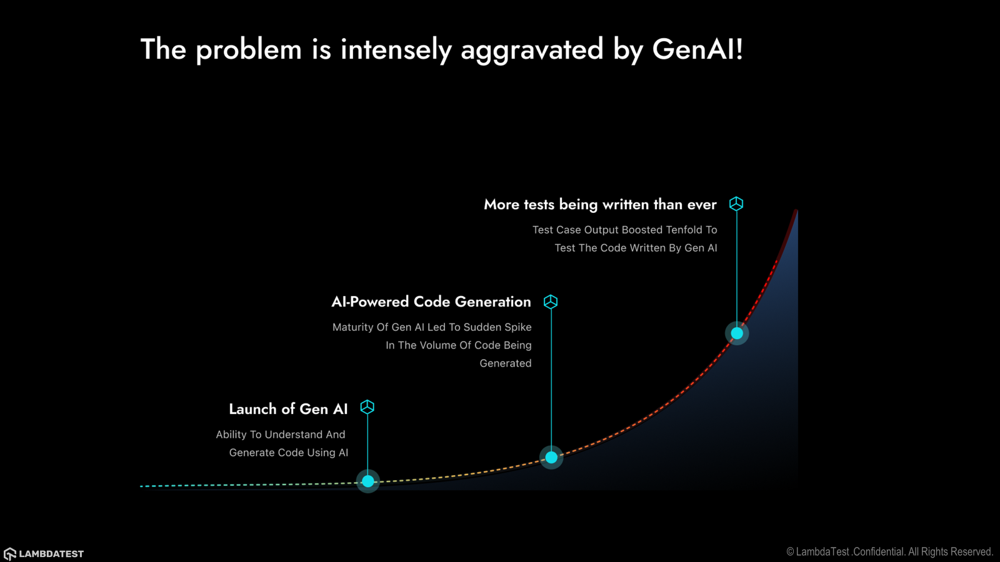 The problem is intensely aggravated by GenAI!
More tests being written than ever
Test Case Output Boosted Tenfold To
Test The Code Written By Gen AI
AI-Powered Code Generation
Maturity Of Gen AI Led To Sudden Spike
In The Volume Of Code Being
Generated
Launch of Gen AI
Ability To Understand And
Generate Code Using AI
LAMBDATEST
© LambdaTest .Confidential. All Rights Reserved.